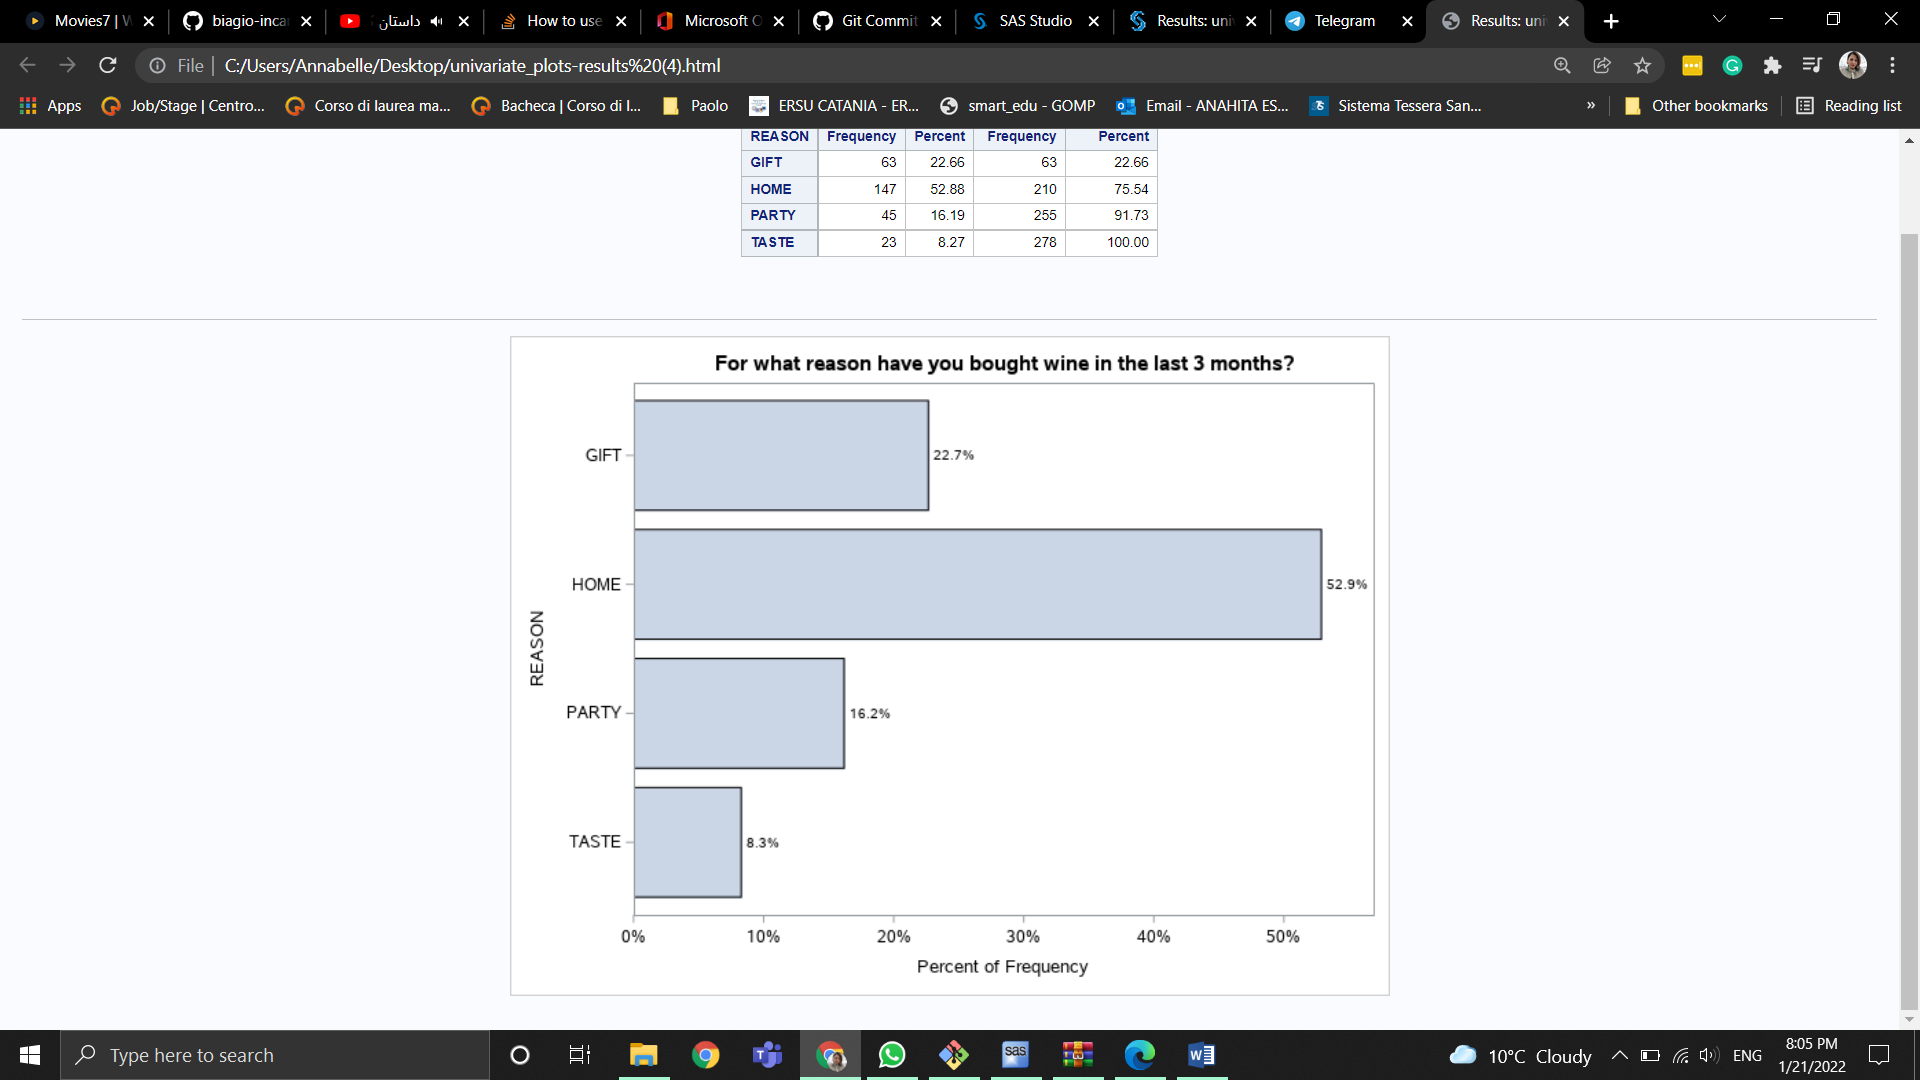 Movies7 | W
biagio-inca
داستان
How to use
Microsoft O
Git Commit
SAS Studio
Results: uni
Telegram
Results: uni
File
C:/Users/Annabelle/Desktop/univariate_plots-results%20(4).html
Apps
Job/Stage | Centro...
Corso di laurea ma...
Bacheca | Corso di l...
Paolo
ERSU CATANIA - ER...
smart_edu - GOMP
Email - ANAHITA ES...
Sistema Tessera San...
»
Other bookmarks
Reading list
REASON Frequency Percent Frequency Percent
GIFT 63 22.66 63 22.66
HOME 147 52.88 210 75.54
PARTY 45 16.19 255 91.73
TASTE 23 8.27 278 100.00
For what reason have you bought wine in the last 3 months?
REASON
GIFT 22.7%
HOME 52.9%
PARTY 16.2%
TASTE 8.3%
0% 10% 20% 30% 40% 50%
Percent of Frequency
Type here to search
sas
10°C Cloudy
ENG
8:05 PM
1/21/2022